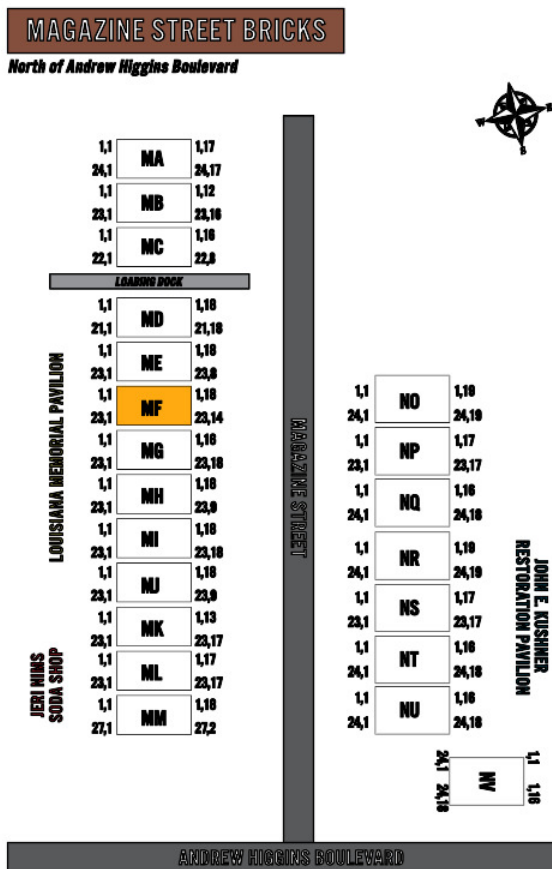 MAGAZINE STREET BRICKS
North of Andrew Higgins Boulevard
W
S
1,1 1,17
MA
24,1 24,17
1,1 1,12
MB
23,1 23,16
1,1 1,16
MC
22,1 22,8
LOADING DOCK
1,1 1,18
MD
21,1 21,18
1,1 1,18
ME
23,1 23,8
1,1 1,18
MF
23,1 23,14
1,1 1,16
MG
23,1 23,18
1,1 1,18
MH
23,1 23,9
1,1 1,18
MI
23,1 23,18
1,1 1,18
MJ
23,1 23,9
1,1 1,13
MK
23,1 23,17
1,1 1,17
ML
23,1 23,17
1,1 1,18
MM
27,1 27,2
LOUISIANA MEMORIAL PAVILION
JERI NIMS
SODA SHOP
MAGAZINE STREET
1,1 1,19
NO
24,1 24,19
1,1 1,17
NP
23,1 23,17
1,1 1,16
NQ
24,1 24,18
1,1 1,19
NR
24,1 24,19
1,1 1,17
NS
23,1 23,17
1,1 1,16
NT
24,1 24,18
1,1 1,16
NU
24,1 24,18
JOHN E. KUSHNER
RESTORATION PAVILION
24,1 1,1
NV
24,18 1,16
ANDREW HIGGINS BOULEVARD